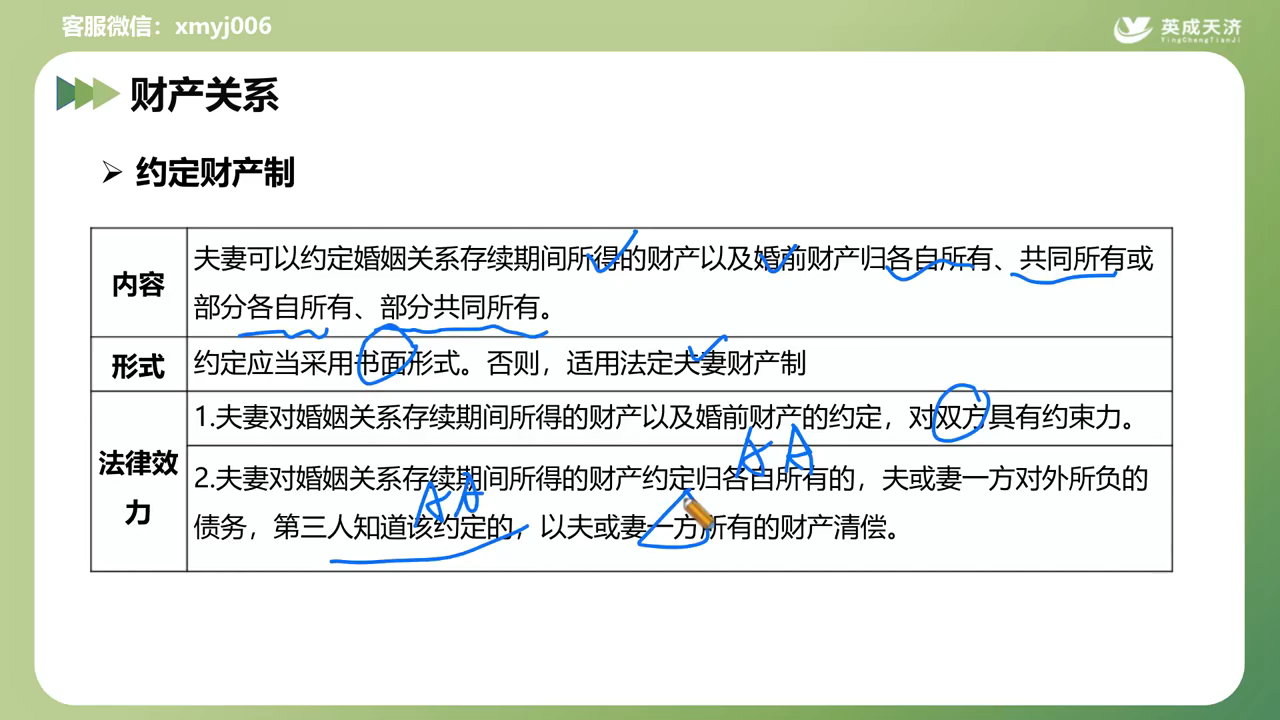 客服微信：xmyj006
英成天济
YingChengTianJi
财产关系
约定财产制
内容
夫妻可以约定婚姻关系存续期间所得的财产以及婚前财产归各自所有、共同所有或
部分各自所有、部分共同所有。
形式
约定应当采用书面形式。否则，适用法定夫妻财产制
法律效
力
1.夫妻对婚姻关系存续期间所得的财产以及婚前财产的约定，对双方具有约束力。
2.夫妻对婚姻关系存续期间所得的财产约定归各自所有的，夫或妻一方对外所负的
债务，第三人知道该约定的，以夫或妻一方所有的财产清偿。